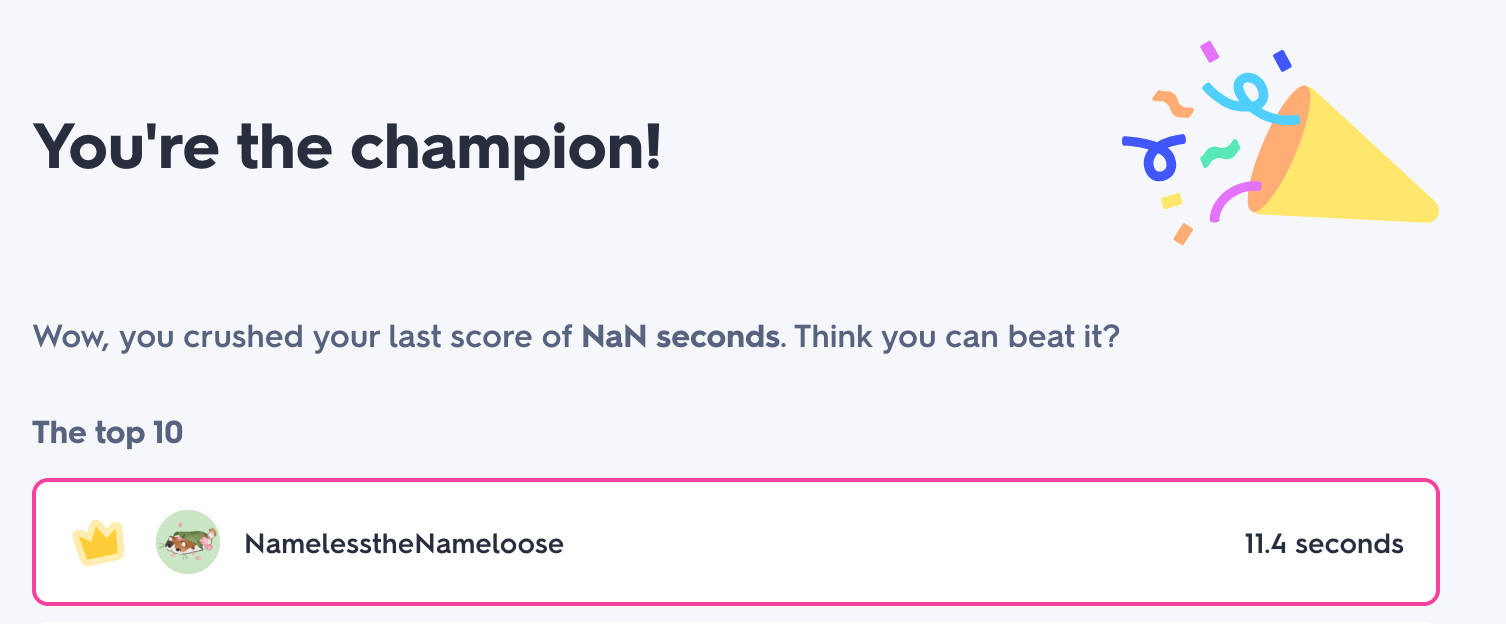 You're the champion!
Wow, you crushed your last score of NaN seconds. Think you can beat it?
The top 10
NamelesstheNameloose 11.4 seconds